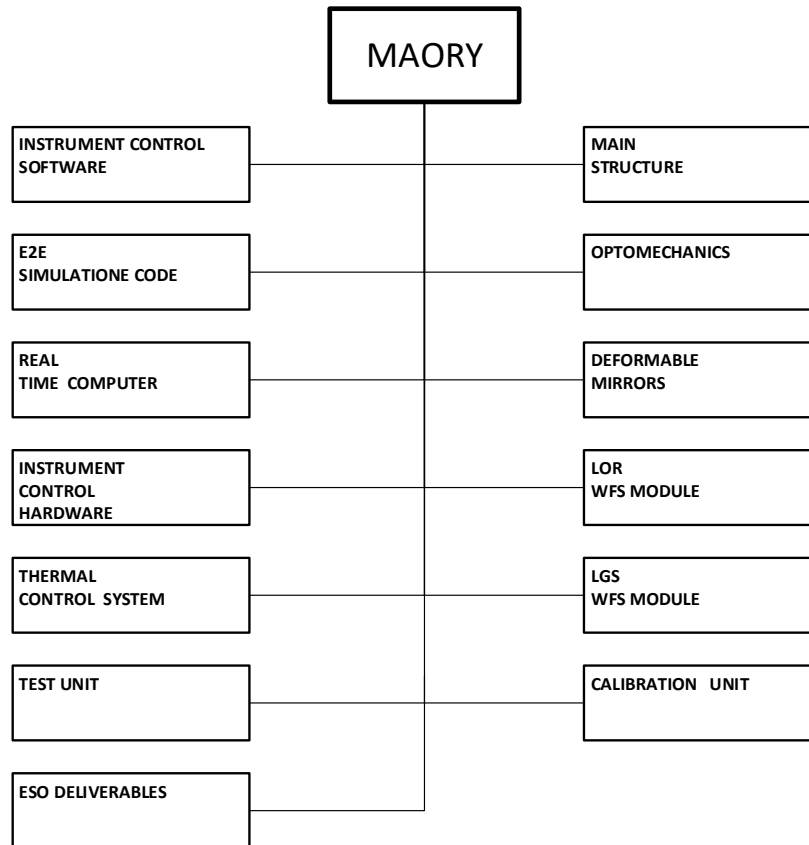 MAORY
INSTRUMENT CONTROL
SOFTWARE
MAIN
STRUCTURE
E2E
SIMULATIONE CODE
OPTOMECHANICS
REAL
TIME COMPUTER
DEFORMABLE
MIRRORS
INSTRUMENT
CONTROL
HARDWARE
LOR
WFS MODULE
THERMAL
CONTROL SYSTEM
LGS
WFS MODULE
TEST UNIT
CALIBRATION UNIT
ESO DELIVERABLES